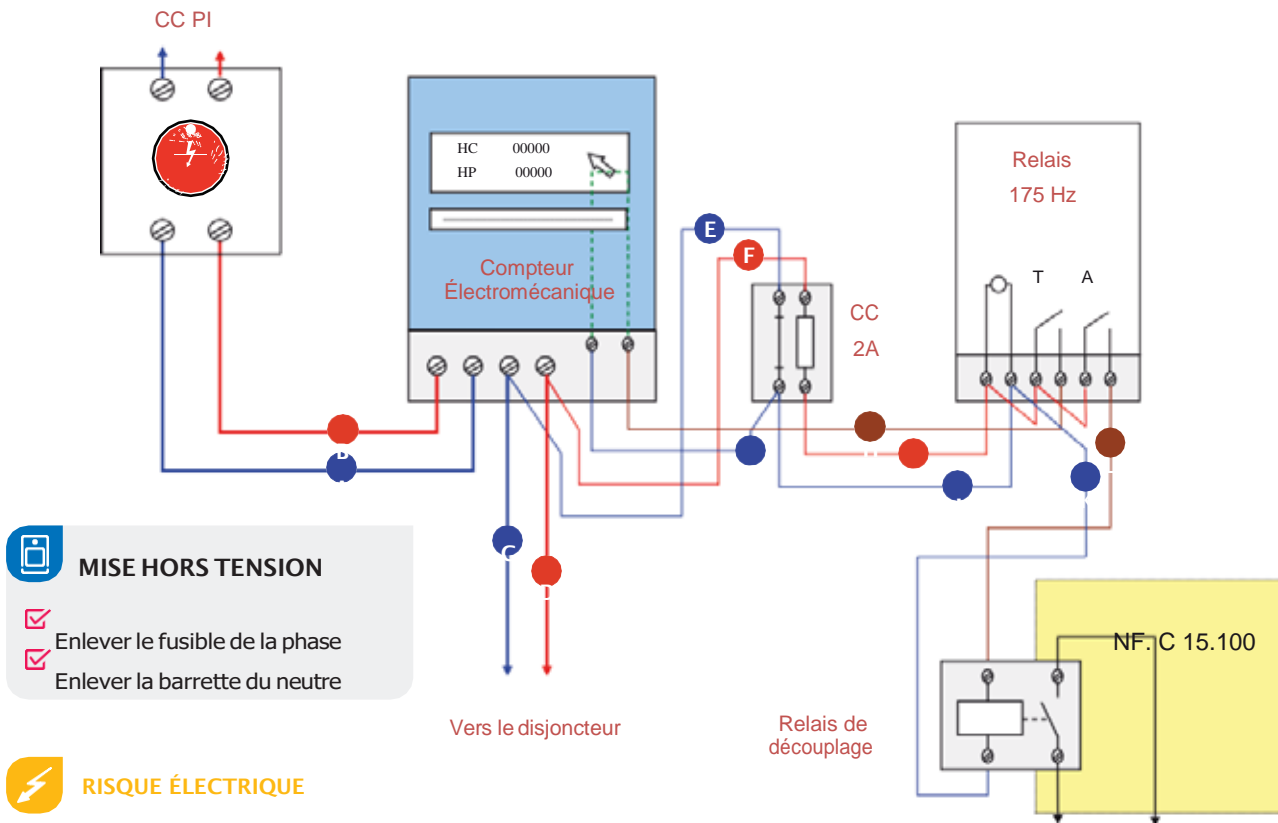 CC PI
HC 00000
HP 00000
Compteur
Électromécanique
E
F
CC
2A
Relais
175 Hz
T A
B
C
MISE HORS TENSION
Enlever le fusible de la phase
Enlever la barrette du neutre
Vers le disjoncteur
Relais de
découplage
NF. C 15.100
RISQUE ÉLECTRIQUE